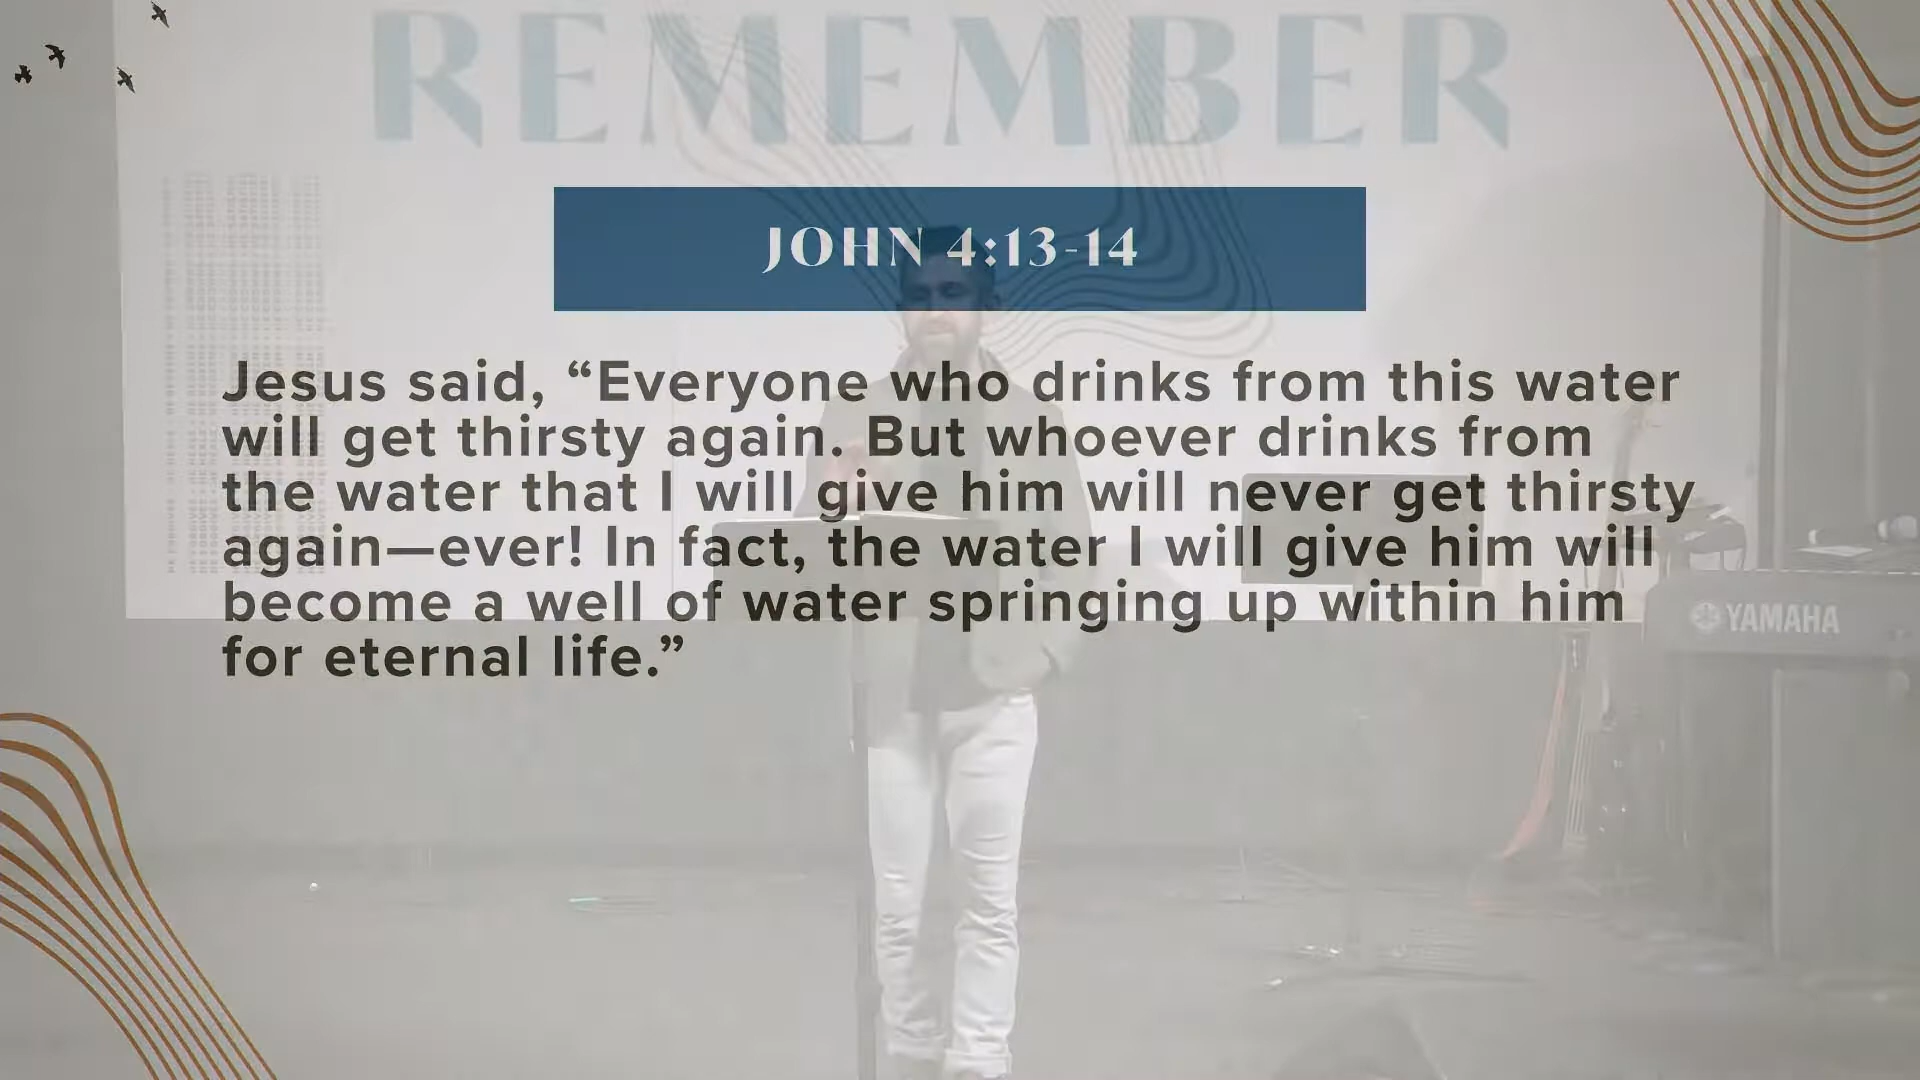 REMEMBER
JOHN 4:13-14
Jesus said, “Everyone who drinks from this water
will get thirsty again. But whoever drinks from
the water that I will give him will never get thirsty
again—ever! In fact, the water I will give him will
become a well of water springing up within him
for eternal life.”
YAMAHA